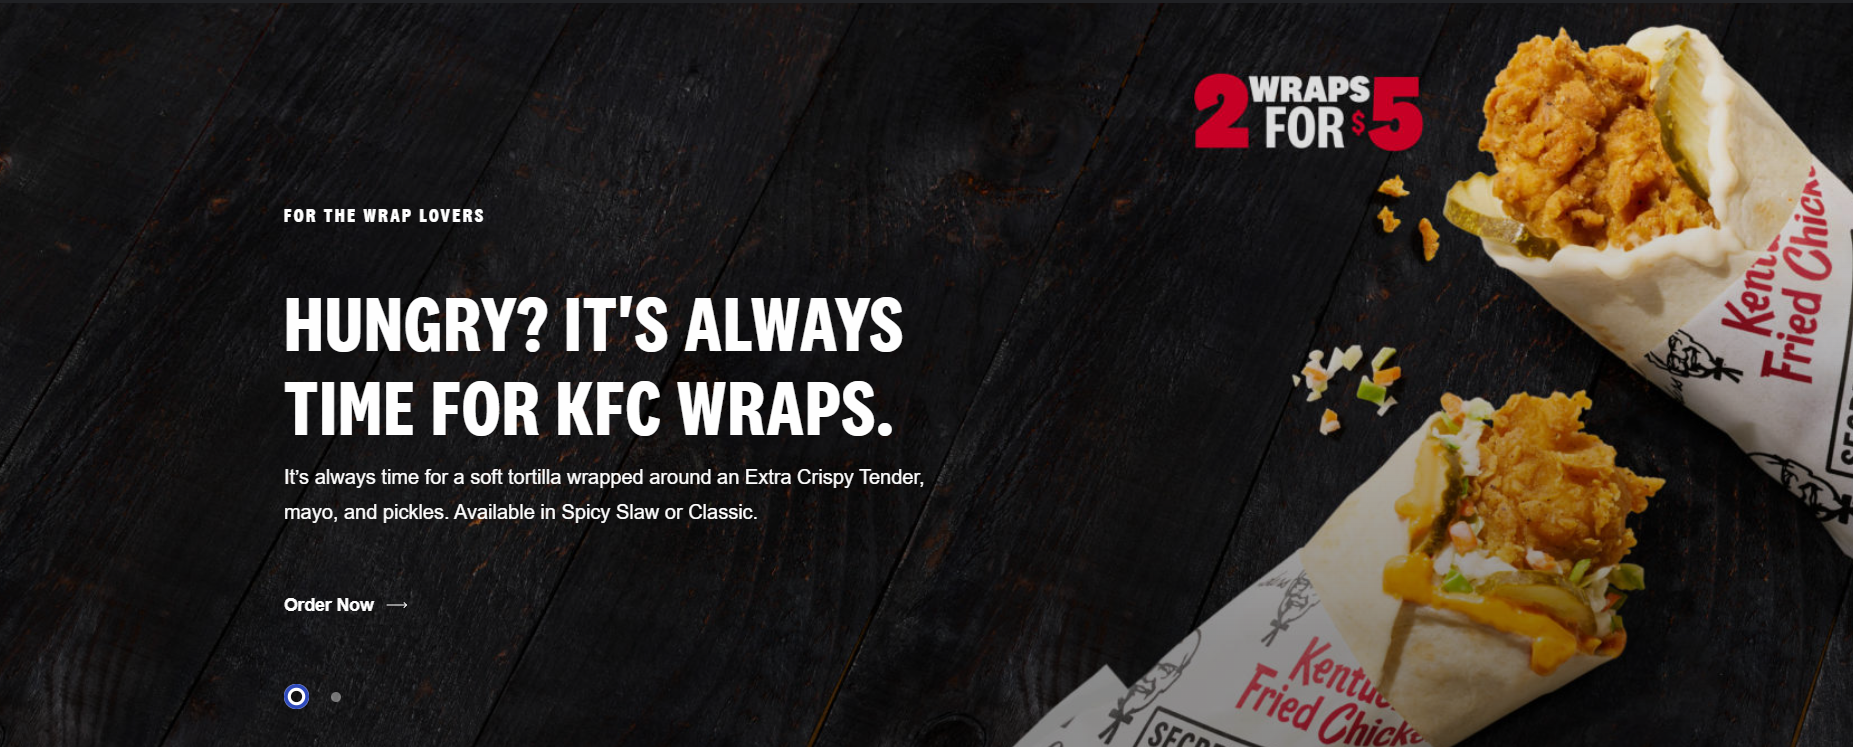 2 WRAPS FOR $5
FOR THE WRAP LOVERS
HUNGRY? IT'S ALWAYS
TIME FOR KFC WRAPS.
It's always time for a soft tortilla wrapped around an Extra Crispy Tender,
mayo, and pickles. Available in Spicy Slaw or Classic.
Order Now
Fried
Fried